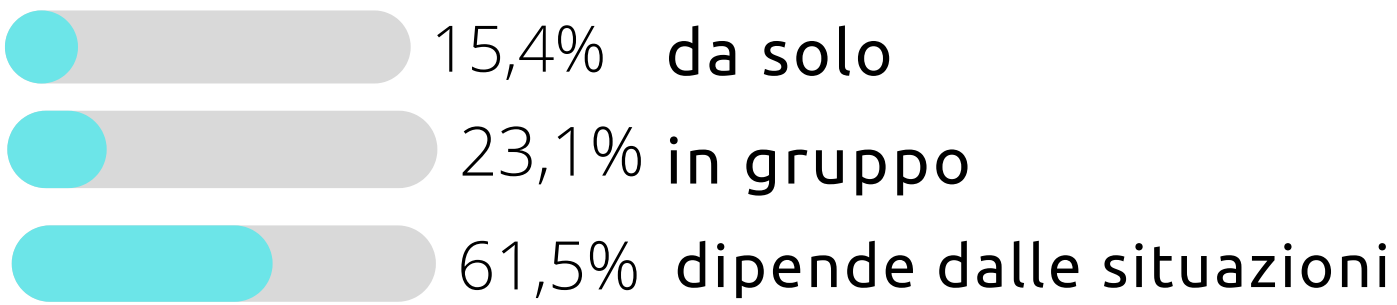 15,4% da solo
23,1% in gruppo
61,5% dipende dalle situazioni